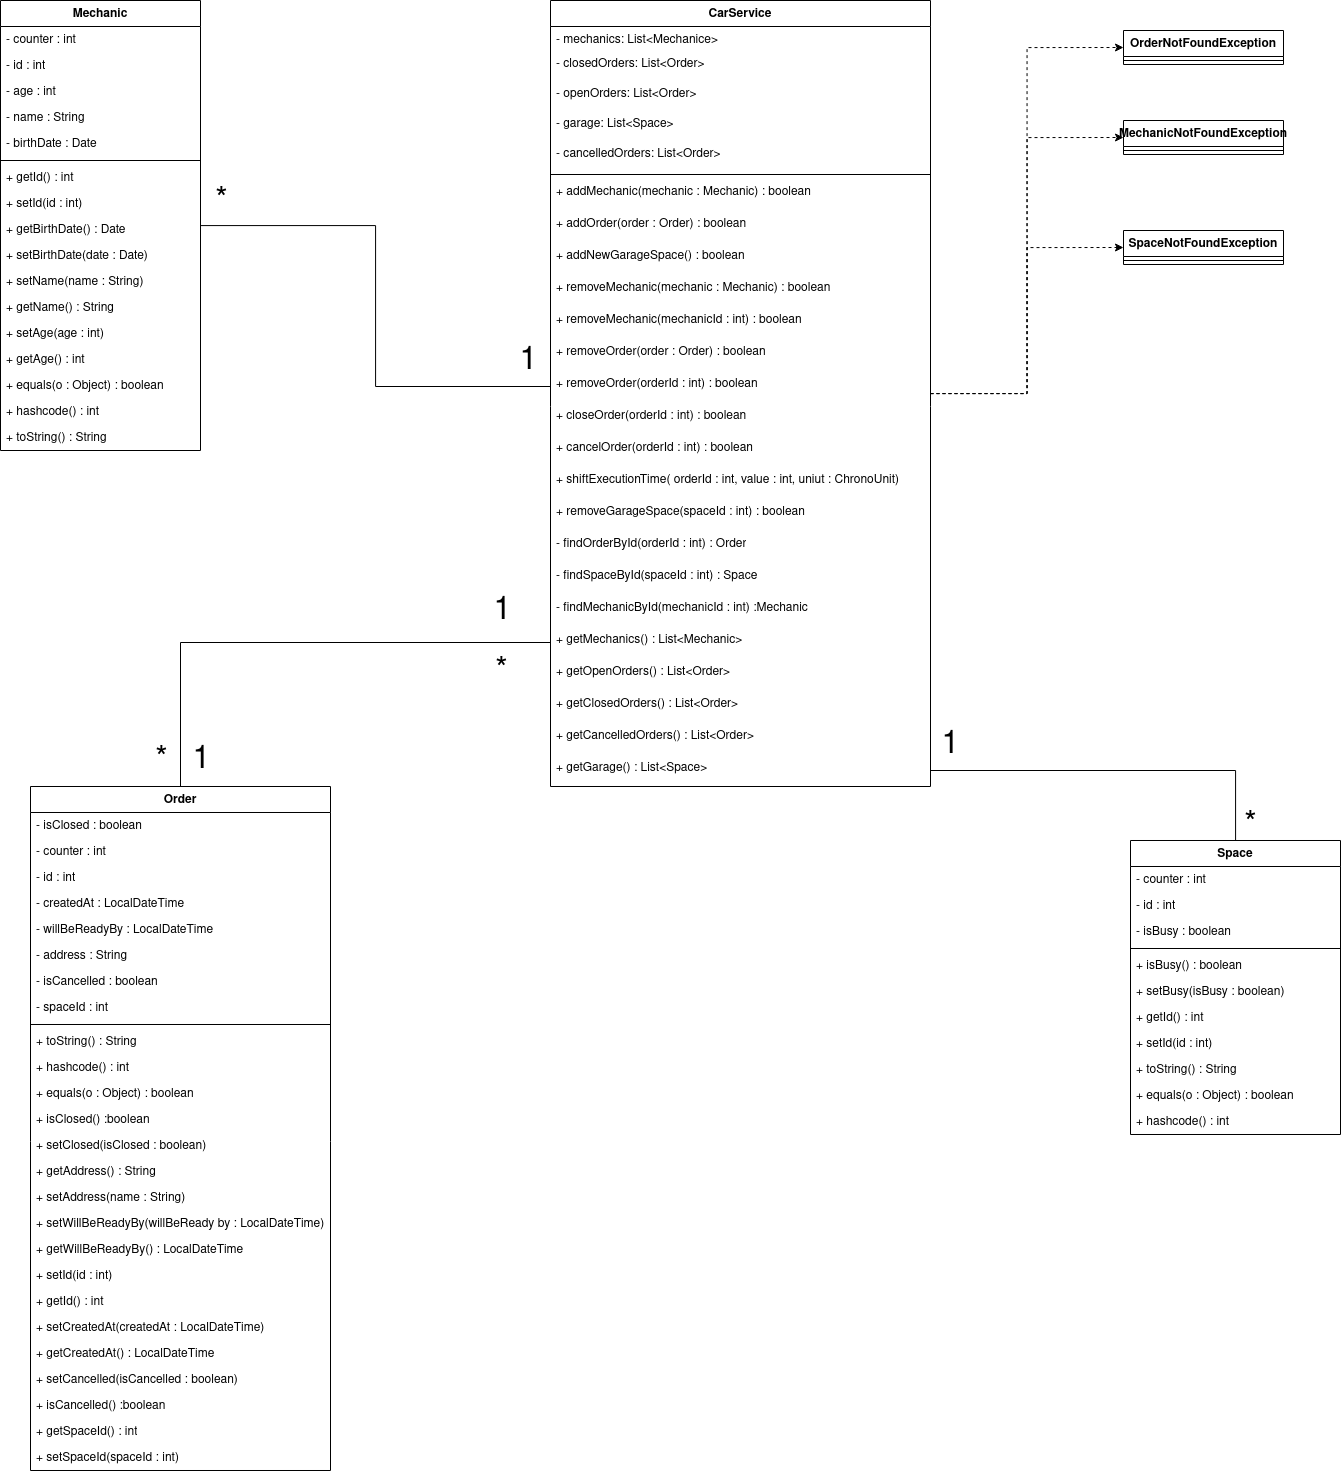 Mechanic
- counter : int
- id : int
- age : int
- name : String
- birthDate : Date
+ getId() : int
+ setId(id : int)
+ getBirthDate() : Date
+ setBirthDate(date : Date)
+ setName(name : String)
+ getName() : String
+ setAge(age : int)
+ getAge() : int
+ equals(o : Object) : boolean
+ hashcode() : int
+ toString() : String
*
1
CarService
- mechanics: List<Mechanice>
- closedOrders: List<Order>
- openOrders: List<Order>
- garage: List<Space>
- cancelledOrders: List<Order>
+ addMechanic(mechanic : Mechanic) : boolean
+ addOrder(order : Order) : boolean
+ addNewGarageSpace() : boolean
+ removeMechanic(mechanic : Mechanic) : boolean
+ removeMechanic(mechanicId : int) : boolean
+ removeOrder(order : Order) : boolean
+ removeOrder(orderId : int) : boolean
+ closeOrder(orderId : int) : boolean
+ cancelOrder(orderId : int) : boolean
+ shiftExecutionTime( orderId : int, value : int, uniut : ChronoUnit)
+ removeGarageSpace(spaceId : int) : boolean
- findOrderById(orderId : int) : Order
- findSpaceById(spaceId : int) : Space
- findMechanicById(mechanicId : int) :Mechanic
+ getMechanics() : List<Mechanic>
+ getOpenOrders() : List<Order>
+ getClosedOrders() : List<Order>
+ getCancelledOrders() : List<Order>
+ getGarage() : List<Space>
OrderNotFoundException
MechanicNotFoundException
SpaceNotFoundException
1
*
* 1
Order
- isClosed : boolean
- counter : int
- id : int
- createdAt : LocalDateTime
- willBeReadyBy : LocalDateTime
- address : String
- isCancelled : boolean
- spaceId : int
+ toString() : String
+ hashcode() : int
+ equals(o : Object) : boolean
+ isClosed() :boolean
+ setClosed(isClosed : boolean)
+ getAddress() : String
+ setAddress(name : String)
+ setWillBeReadyBy(willBeReady by : LocalDateTime)
+ getWillBeReadyBy() : LocalDateTime
+ setId(id : int)
+ getId() : int
+ setCreatedAt(createdAt : LocalDateTime)
+ getCreatedAt() : LocalDateTime
+ setCancelled(isCancelled : boolean)
+ isCancelled() :boolean
+ getSpaceId() : int
+ setSpaceId(spaceId : int)
1
*
Space
- counter : int
- id : int
- isBusy : boolean
+ isBusy() : boolean
+ setBusy(isBusy : boolean)
+ getId() : int
+ setId(id : int)
+ toString() : String
+ equals(o : Object) : boolean
+ hashcode() : int